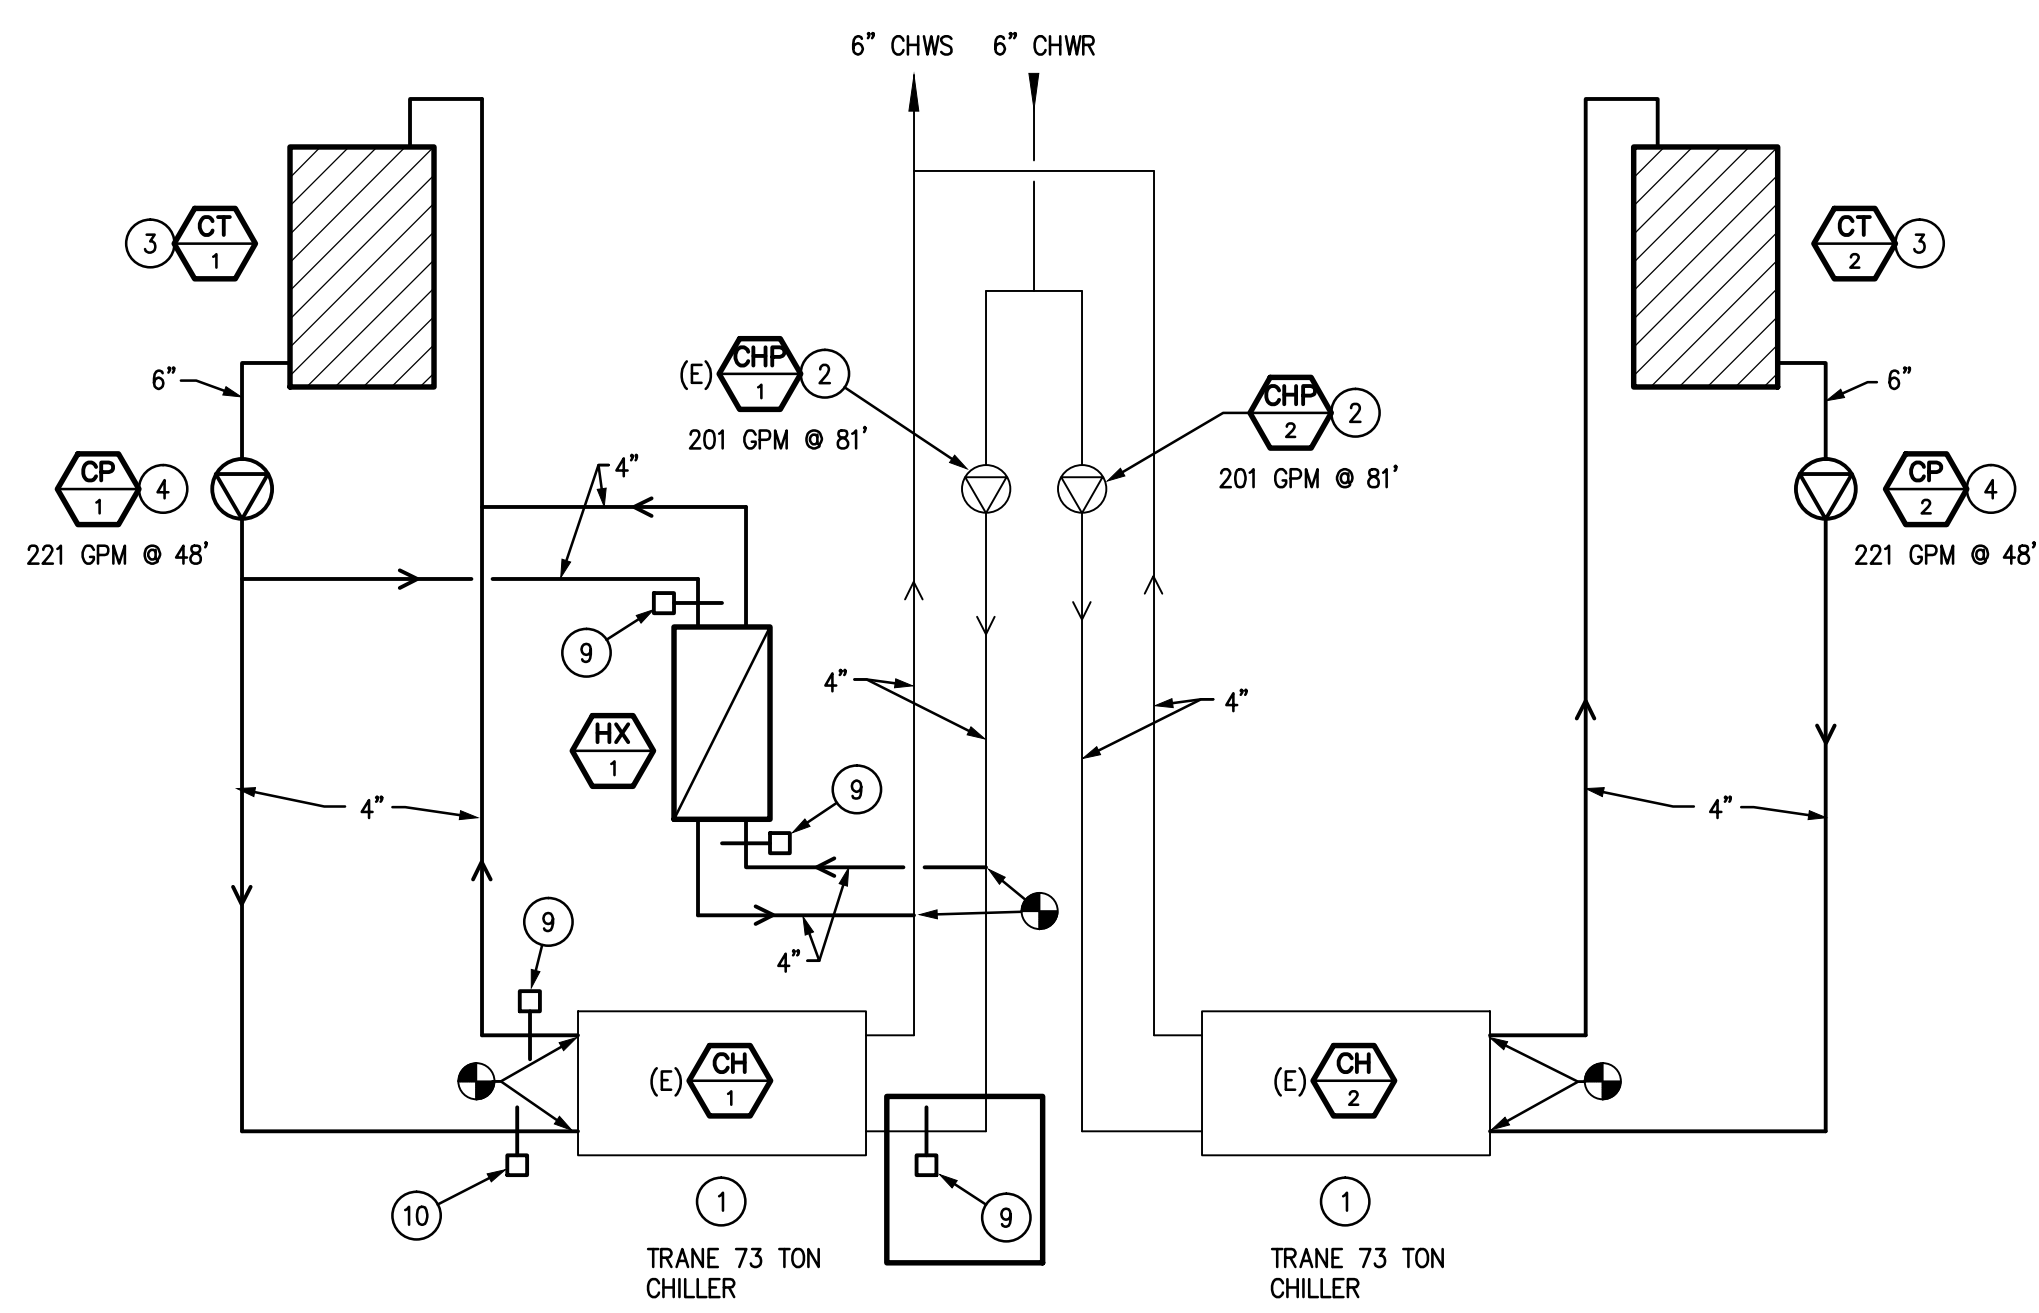 6” CHWS
6” CHWR
3
CT
1
CT
2
3
(E)
CHP
1
2
201 GPM @ 81'
CHP
2
2
201 GPM @ 81'
6”
6”
CP
1
4
221 GPM @ 48'
4”
CP
2
4
221 GPM @ 48'
9
4”
4”
HX
1
9
4”
4”
9
4”
(E)
CH
1
(E)
CH
2
10
1
9
1
TRANE 73 TON
CHILLER
TRANE 73 TON
CHILLER